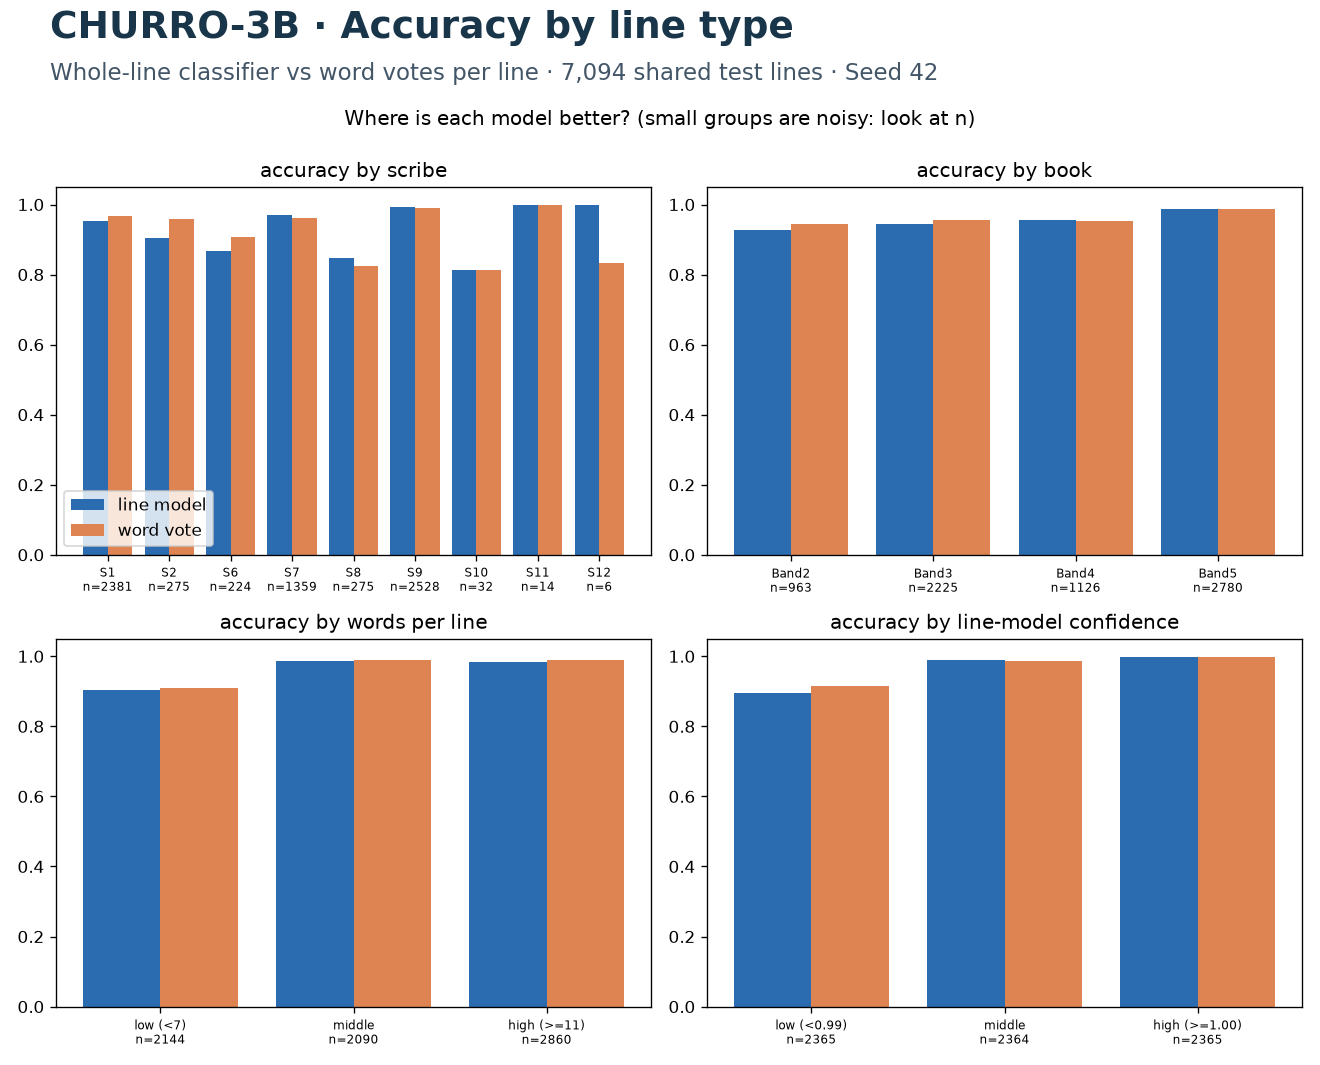 CHURRO-3B · Accuracy by line type
Whole-line classifier vs word votes per line · 7,094 shared test lines · Seed 42
Where is each model better? (small groups are noisy: look at n)
accuracy by scribe
1.0
0.8
0.6
0.4
0.2
0.0
line model
word vote
S1 S2 S6 S7 S8 S9 S10 S11 S12
n=2381 n=275 n=224 n=1359 n=275 n=2528 n=32 n=14 n=6
accuracy by book
1.0
0.8
0.6
0.4
0.2
0.0
Band2 Band3 Band4 Band5
n=963 n=2225 n=1126 n=2780
accuracy by words per line
1.0
0.8
0.6
0.4
0.2
0.0
low (<7) middle high (>=11)
n=2144 n=2090 n=2860
accuracy by line-model confidence
1.0
0.8
0.6
0.4
0.2
0.0
low (<0.99) middle high (>=1.00)
n=2365 n=2364 n=2365